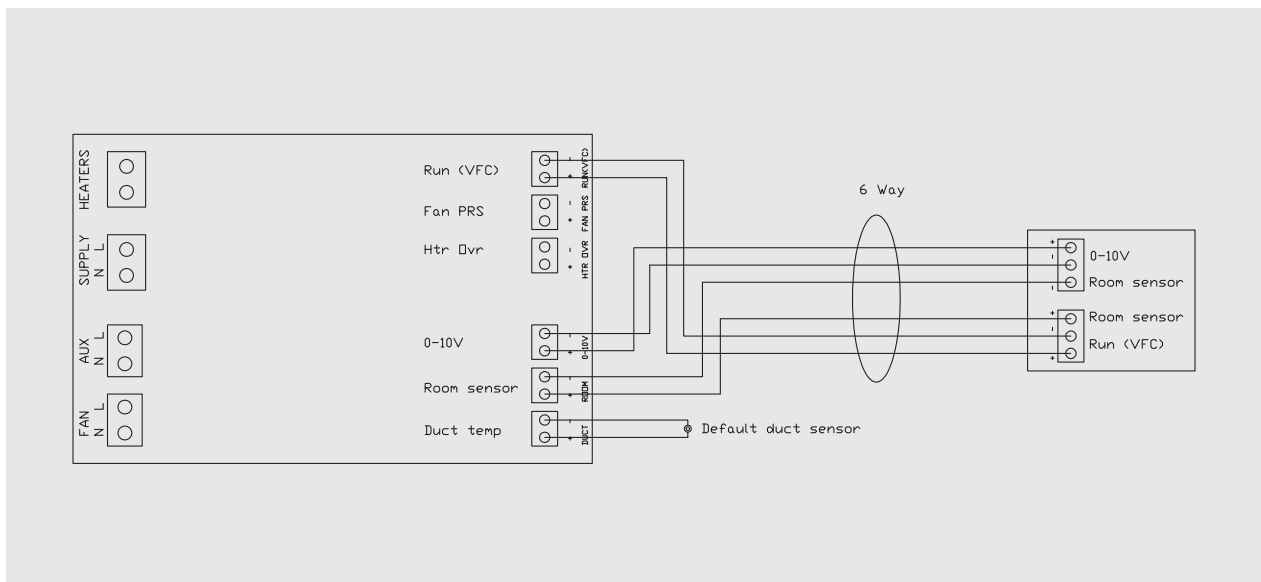 HEATERS
SUPPLY
N L
AUX
N L
FAN
N L
Run (VFC)
Fan PRS
Htr Ovr
0-10V
Room sensor
Duct temp
- + RUN(VFC)
- + FAN PRS
- + HTR OVR
- + 0-10V
- + ROOM
- + DUCT
Default duct sensor
6 Way
+
- 0-10V
- Room sensor
+ Room sensor
- Run (VFC)
+